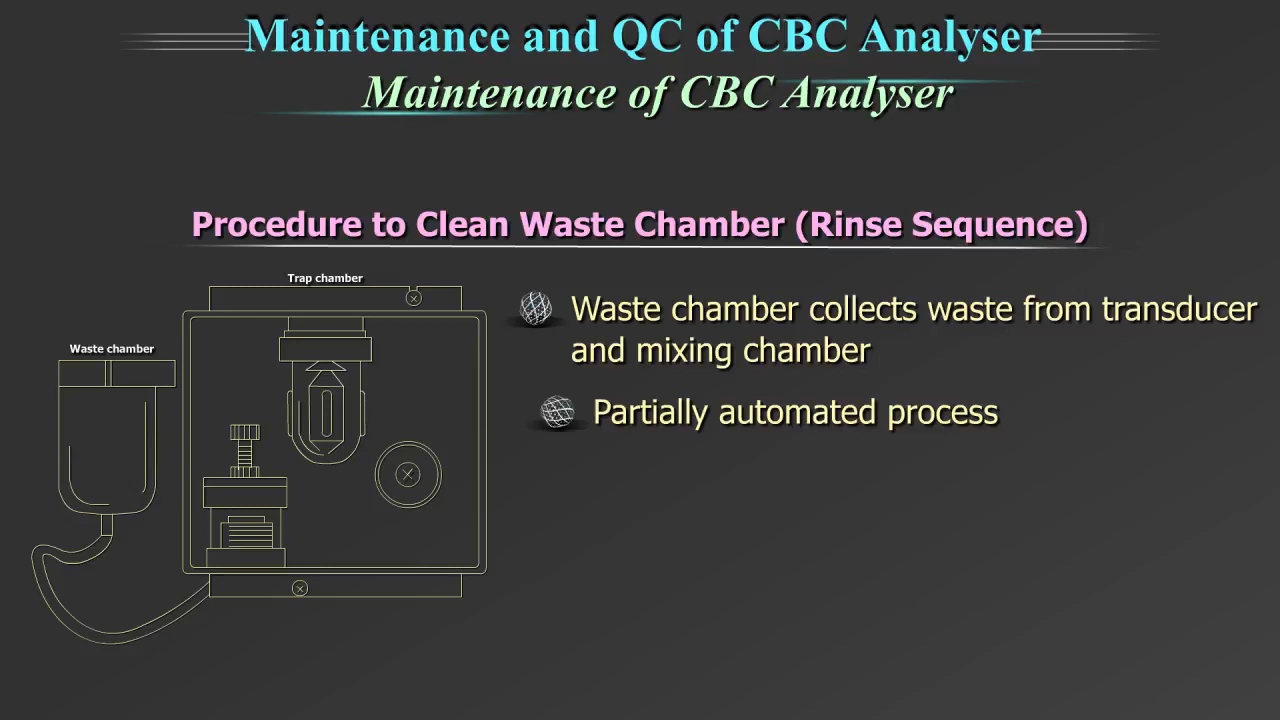 Maintenance and QC of CBC Analyser
Maintenance of CBC Analyser
Procedure to Clean Waste Chamber (Rinse Sequence)
Trap chamber
Waste chamber
Waste chamber collects waste from transducer
and mixing chamber
Partially automated process